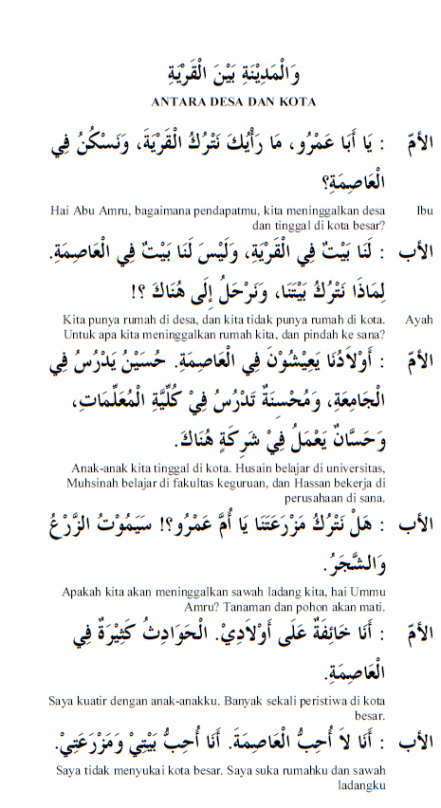 وَالْمَدِيْنَةِ بَيْنَ الْقَرْيَةِ
ANTARA DESA DAN KOTA
الأمّ : يَا أَبَا عَمْرُو، مَا رَأْيُكَ نَتْرُكُ الْقَرْيَةَ، وَنَسْكُنُ فِي
الْعَاصِمَةِ؟
Hai Abu Amru, bagaimana pendapatmu, kita meninggalkan desa Ibu
dan tinggal di kota besar?
الأب : لَنَا بَيْتٌ فِي الْقَرْيَةِ، وَلَيْسَ لَنَا بَيْتٌ فِي الْعَاصِمَةِ.
لِمَاذَا نَتْرُكُ بَيْتَنَا، وَنَرْحَلُ إِلَى هُنَاكَ ؟!
Kita punya rumah di desa, dan kita tidak punya rumah di kota. Ayah
Untuk apa kita meninggalkan rumah kita, dan pindah ke sana?
الأمّ : أَوْلاَدُنَا يَعِيْشُوْنَ فِي الْعَاصِمَةِ. حُسَيْنُ يَدْرُسُ فِي
الْجَامِعَةِ، وَمُحْسِنَةٌ تَدْرُسُ فِيْ كُلِّيَّةِ الْمُعَلِّمَاتِ،
وَحَسَّانٌ يَعْمَلُ فِيْ شَرِكَةٍ هُنَاكَ.
Anak-anak kita tinggal di kota. Husain belajar di universitas,
Muhsinah belajar di fakultas keguruan, dan Hassan bekerja di
perusahaan di sana.
الأب : هَلْ نَتْرُكُ مَزْرَعَتَنَا يَا أُمَّ عَمْرُو؟! سَيَمُوْتُ الزَّرْعُ
وَالشَّجَرُ.
Apakah kita akan meninggalkan sawah ladang kita, hai Ummu
Amru? Tanaman dan pohon akan mati.
الأمّ : أَنَا خَائِفَةٌ عَلَى أَوْلاَدِيْ. الْحَوَادِثُ كَثِيْرَةٌ فِي
الْعَاصِمَةِ.
Saya kuatir dengan anak-anakku. Banyak sekali peristiwa di kota
besar.
الأب : أَنَا لاَ أُحِبُّ الْعَاصِمَةَ. أَنَا أُحِبُّ بَيْتِيْ وَمَزْرَعَتِيْ.
Saya tidak menyukai kota besar. Saya suka rumahku dan sawah
ladangku